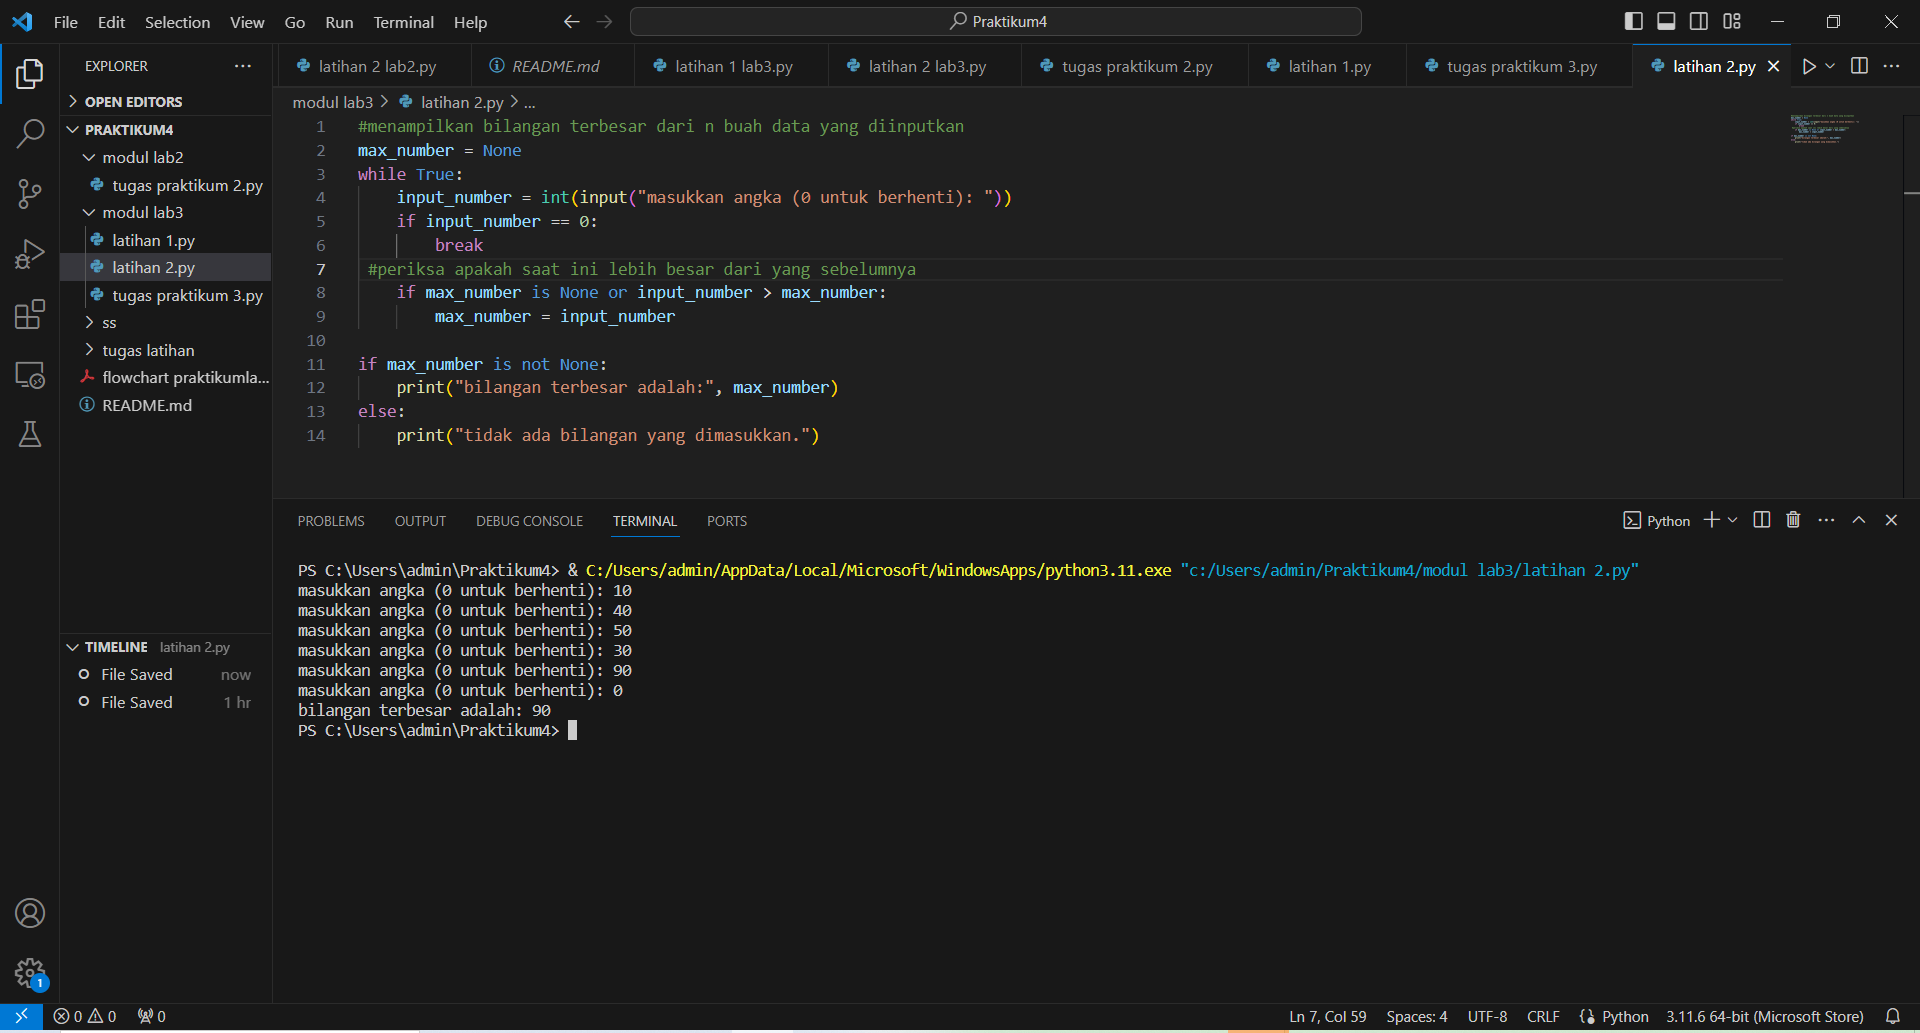 File Edit Selection View Go Run Terminal Help
Praktikum4
EXPLORER
latihan 2 lab2.py
README.md
latihan 1 lab3.py
latihan 2 lab3.py
tugas praktikum 2.py
latihan 1.py
tugas praktikum 3.py
latihan 2.py
OPEN EDITORS
PRAKTIKUM4
modul lab2
tugas praktikum 2.py
modul lab3
latihan 1.py
latihan 2.py
tugas praktikum 3.py
ss
tugas latihan
flowchart praktikumla...
README.md
TIMELINE latihan 2.py
File Saved now
File Saved 1 hr
1
modul lab3 > latihan 2.py > ...
1 #menampilkan bilangan terbesar dari n buah data yang diinputkan
2 max_number = None
3 while True:
4 input_number = int(input("masukkan angka (0 untuk berhenti): "))
5 if input_number == 0:
6 break
7 #periksa apakah saat ini lebih besar dari yang sebelumnya
8 if max_number is None or input_number > max_number:
9 max_number = input_number
10
11 if max_number is not None:
12 print("bilangan terbesar adalah:", max_number)
13 else:
14 print("tidak ada bilangan yang dimasukkan.")
PROBLEMS OUTPUT DEBUG CONSOLE TERMINAL PORTS
Python
PS C:\Users\admin\Praktikum4> & C:/Users/admin/AppData/Local/Microsoft/WindowsApps/python3.11.exe "c:/Users/admin/Praktikum4/modul lab3/latihan 2.py"
masukkan angka (0 untuk berhenti): 10
masukkan angka (0 untuk berhenti): 40
masukkan angka (0 untuk berhenti): 50
masukkan angka (0 untuk berhenti): 30
masukkan angka (0 untuk berhenti): 90
masukkan angka (0 untuk berhenti): 0
bilangan terbesar adalah: 90
PS C:\Users\admin\Praktikum4>
0 0 0
Ln 7, Col 59 Spaces: 4 UTF-8 CRLF Python 3.11.6 64-bit (Microsoft Store)